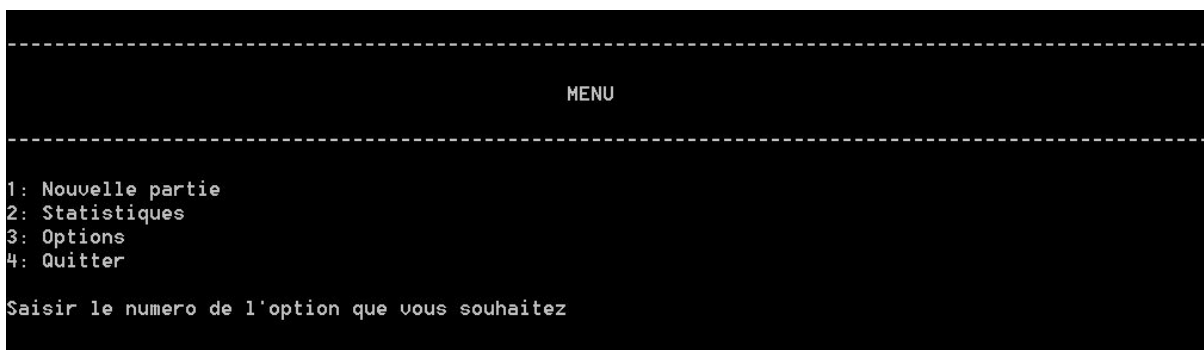 MENU
1: Nouvelle partie
2: Statistiques
3: Options
4: Quitter
Saisir le numero de l'option que vous souhaitez